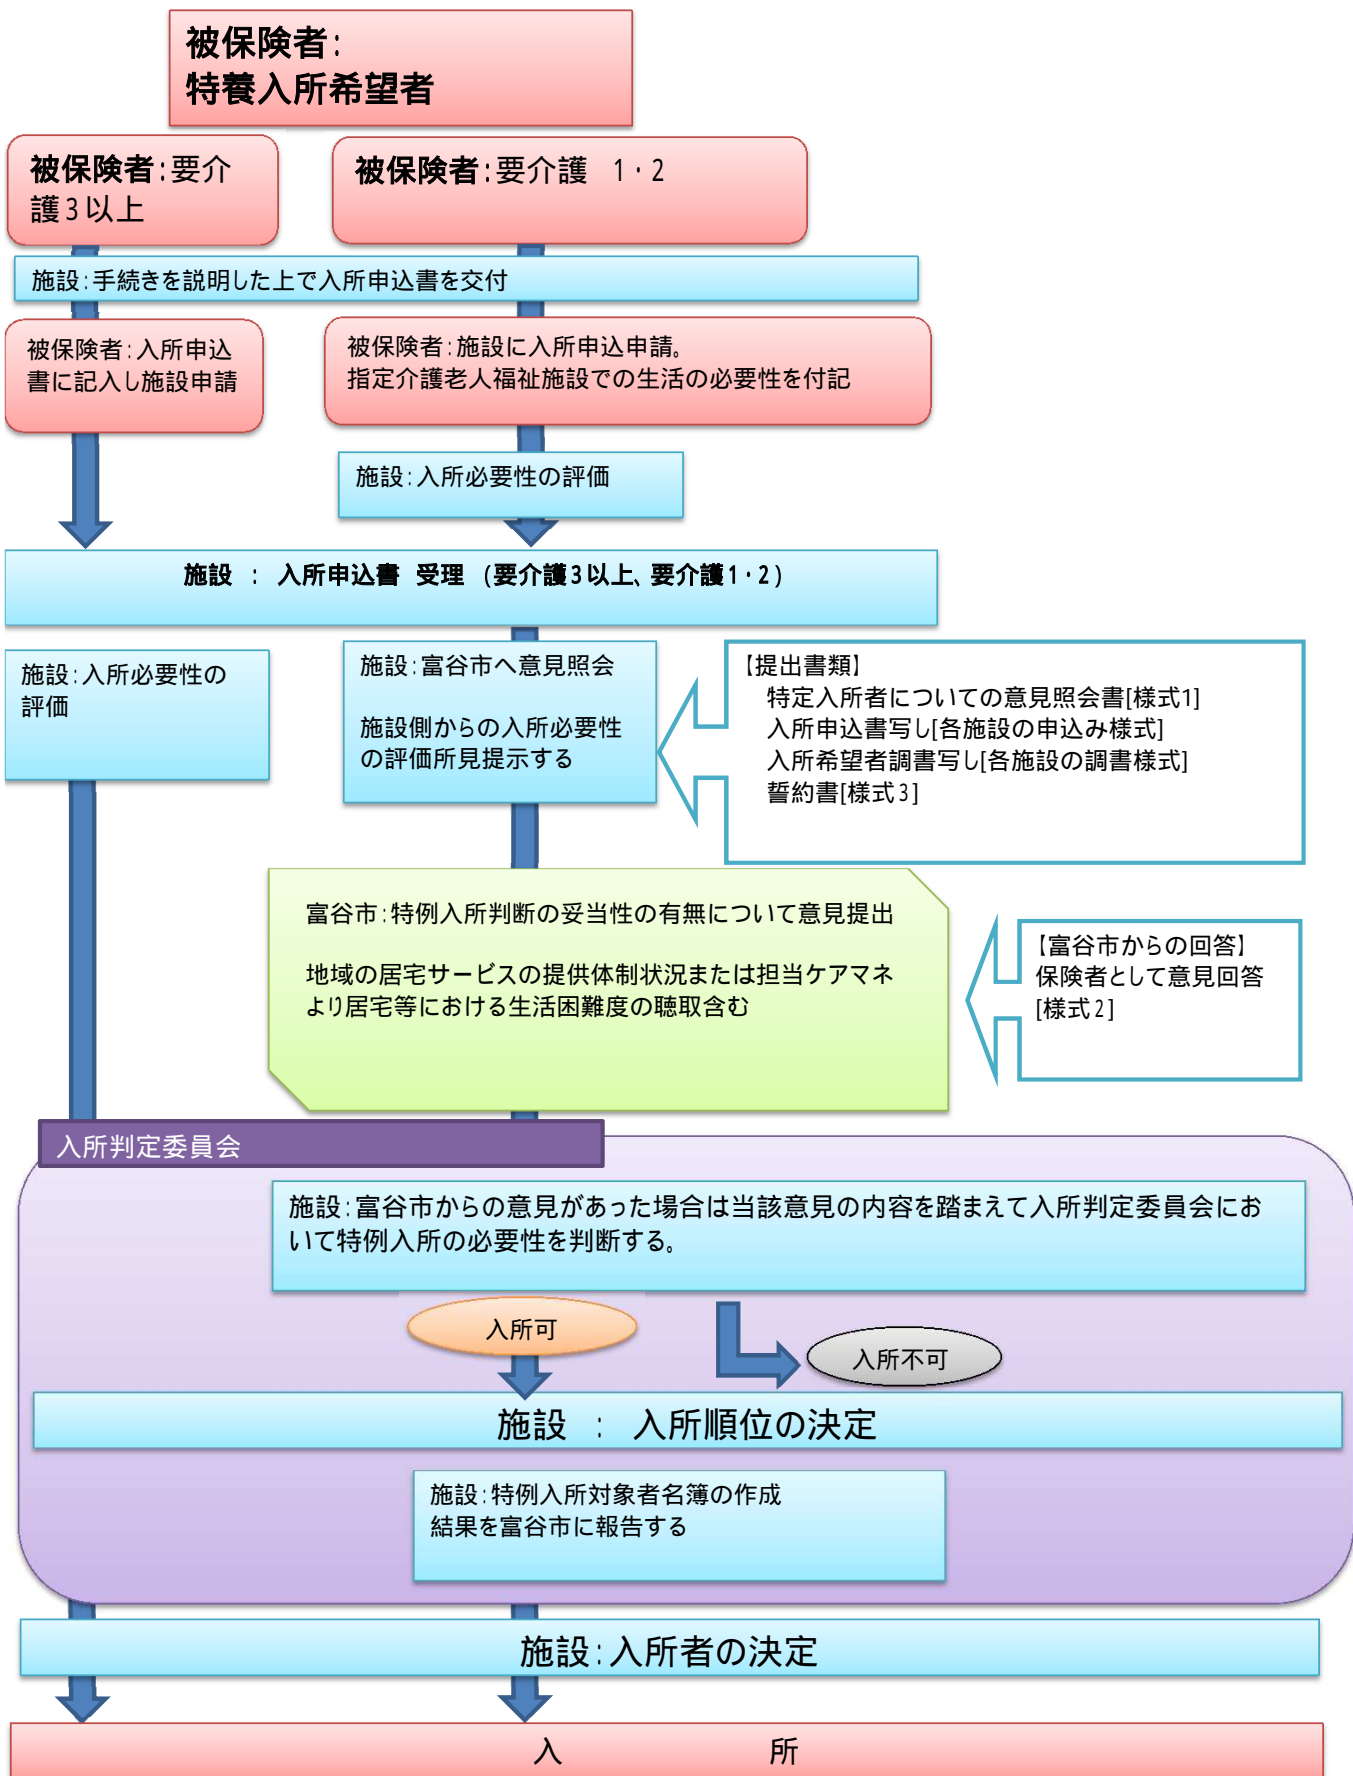 被保険者：
特養入所希望者
被保険者：要介
護３以上
被保険者：要介護　１・２
施設：手続きを説明した上で入所申込書を交付
被保険者：入所申込
書に記入し施設申請
被保険者：施設に入所申込申請。
指定介護老人福祉施設での生活の必要性を付記
施設：入所必要性の評価
施設　：　入所申込書　受理　（要介護３以上、要介護１・２）
施設：入所必要性の
評価
施設：富谷市へ意見照会
施設側からの入所必要性
の評価所見提示する
【提出書類】
特定入所者についての意見照会書[様式1]
入所申込書写し[各施設の申込み様式]
入所希望者調書写し[各施設の調書様式]
誓約書[様式３]
富谷市：特例入所判断の妥当性の有無について意見提出
地域の居宅サービスの提供体制状況または担当ケアマネ
より居宅等における生活困難度の聴取含む
【富谷市からの回答】
保険者として意見回答
[様式２]
入所判定委員会
施設：富谷市からの意見があった場合は当該意見の内容を踏まえて入所判定委員会にお
いて特例入所の必要性を判断する。
入所可
入所不可
施設　：　入所順位の決定
施設：特例入所対象者名簿の作成
結果を富谷市に報告する
施設：入所者の決定
入　　　　　　　　所